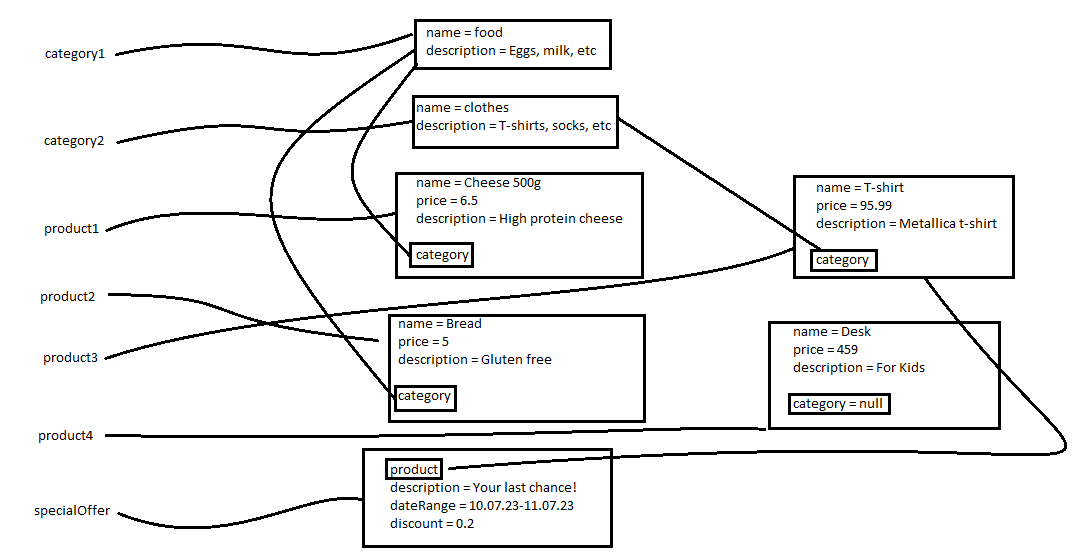 category1
name = food
description = Eggs, milk, etc
category2
name = clothes
description = T-shirts, socks, etc
product1
name = Cheese 500g
price = 6.5
description = High protein cheese
category
name = T-shirt
price = 95.99
description = Metallica t-shirt
category
product2
name = Bread
price = 5
description = Gluten free
category
product3
name = Desk
price = 459
description = For Kids
category = null
product4
product
description = Your last chance!
dateRange = 10.07.23-11.07.23
discount = 0.2
specialOffer